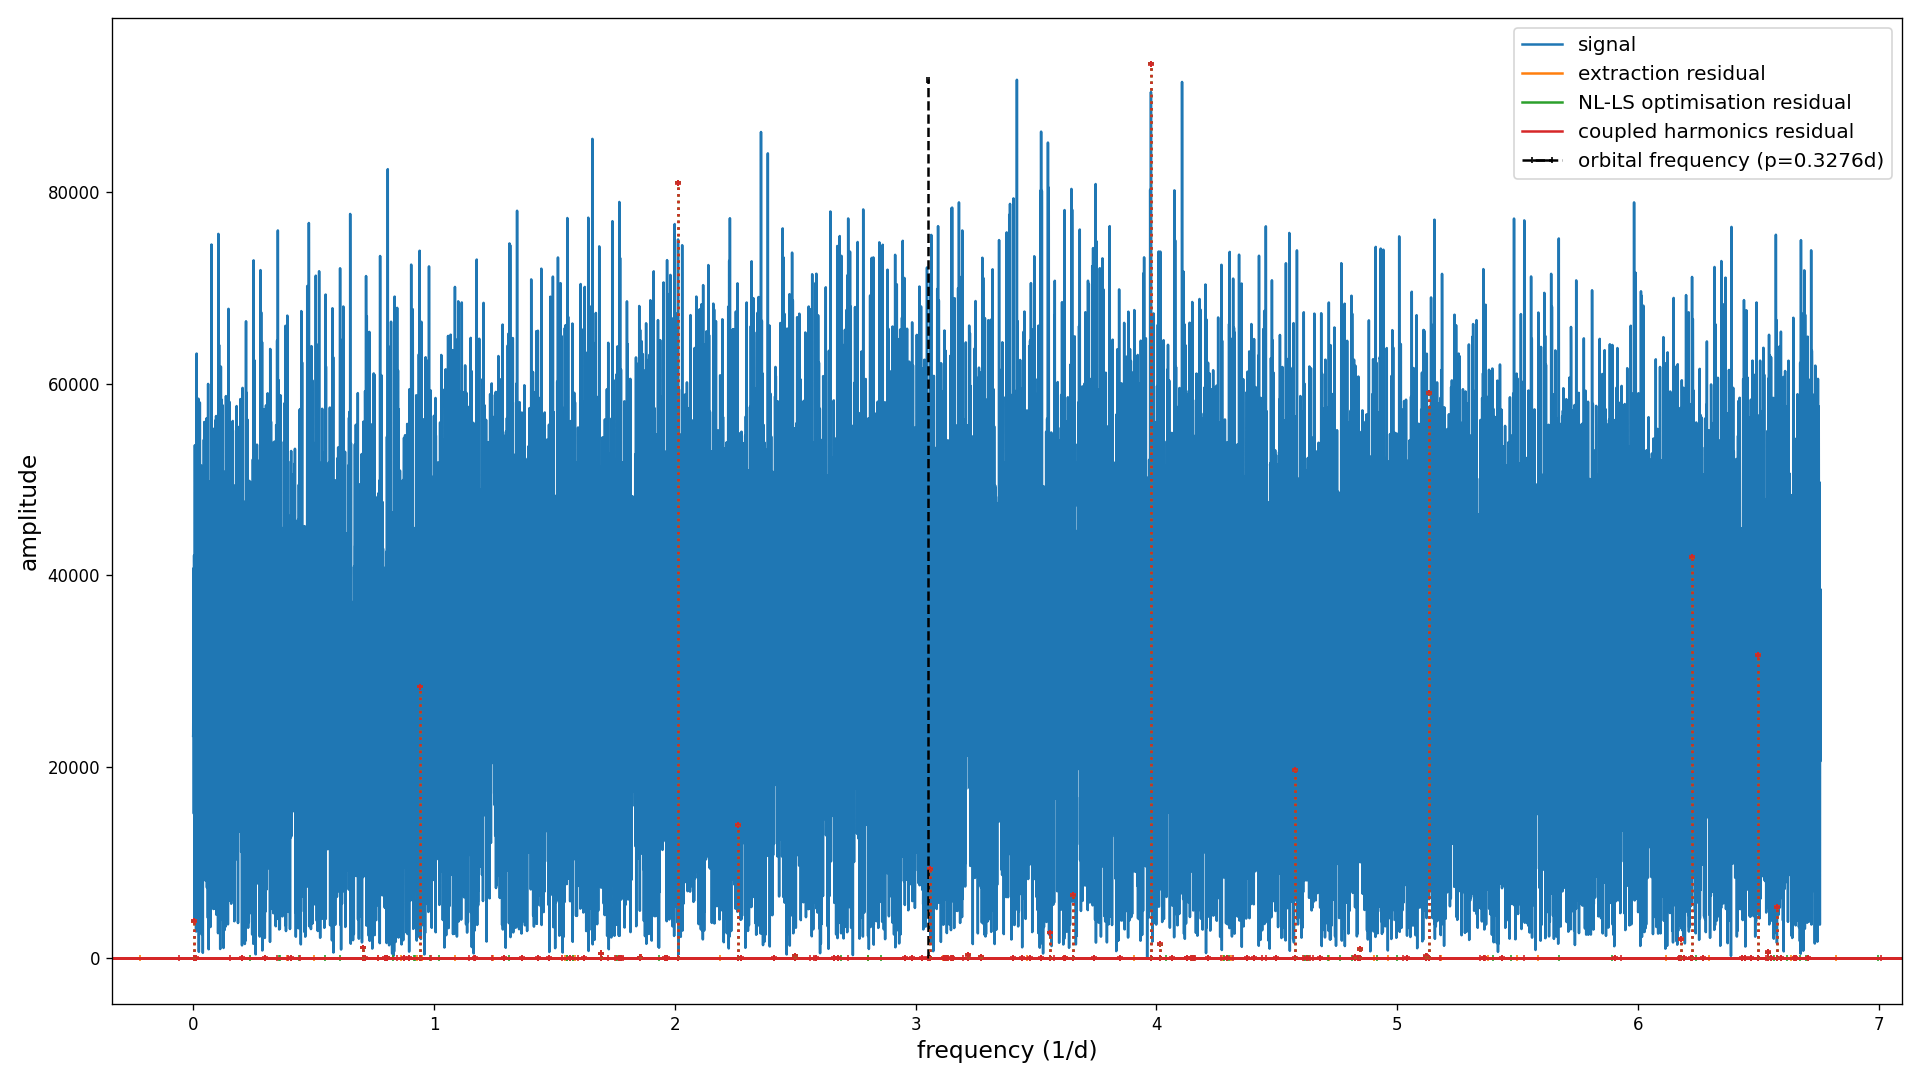 signal
extraction residual
NL-LS optimisation residual
coupled harmonics residual
orbital frequency (p=0.3276d)
amplitude
80000
60000
40000
20000
0
0 1 2 3 4 5 6 7
frequency (1/d)